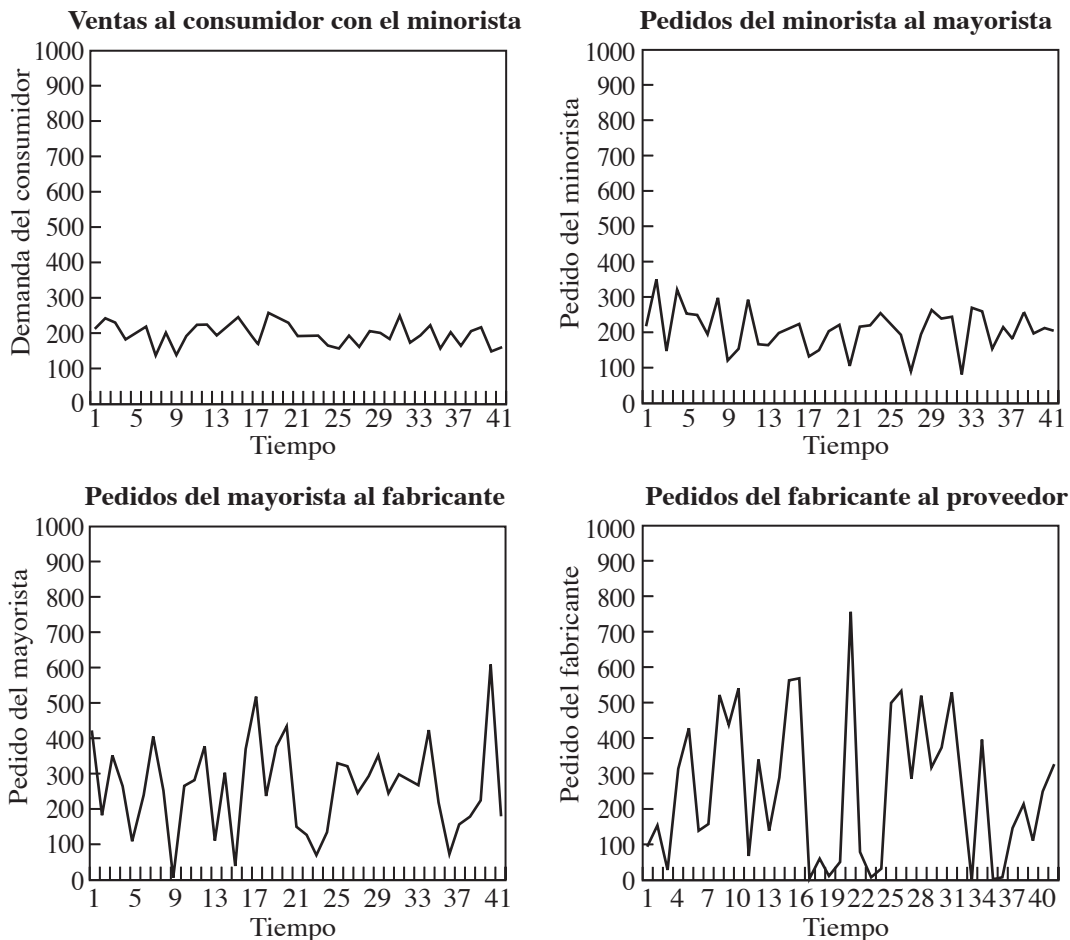 Ventas al consumidor con el minorista
Demanda del consumidor
1000
900
800
700
600
500
400
300
200
100
0
1 5 9 13 17 21 25 29 33 37 41
Tiempo
Pedidos del minorista al mayorista
Pedido del minorista
1000
900
800
700
600
500
400
300
200
100
0
1 5 9 13 17 21 25 29 33 37 41
Tiempo
Pedidos del mayorista al fabricante
Pedido del mayorista
1000
900
800
700
600
500
400
300
200
100
0
1 5 9 13 17 21 25 29 33 37 41
Tiempo
Pedidos del fabricante al proveedor
Pedido del fabricante
1000
900
800
700
600
500
400
300
200
100
0
1 4 7 10 13 16 19 22 25 28 31 34 37 40
Tiempo